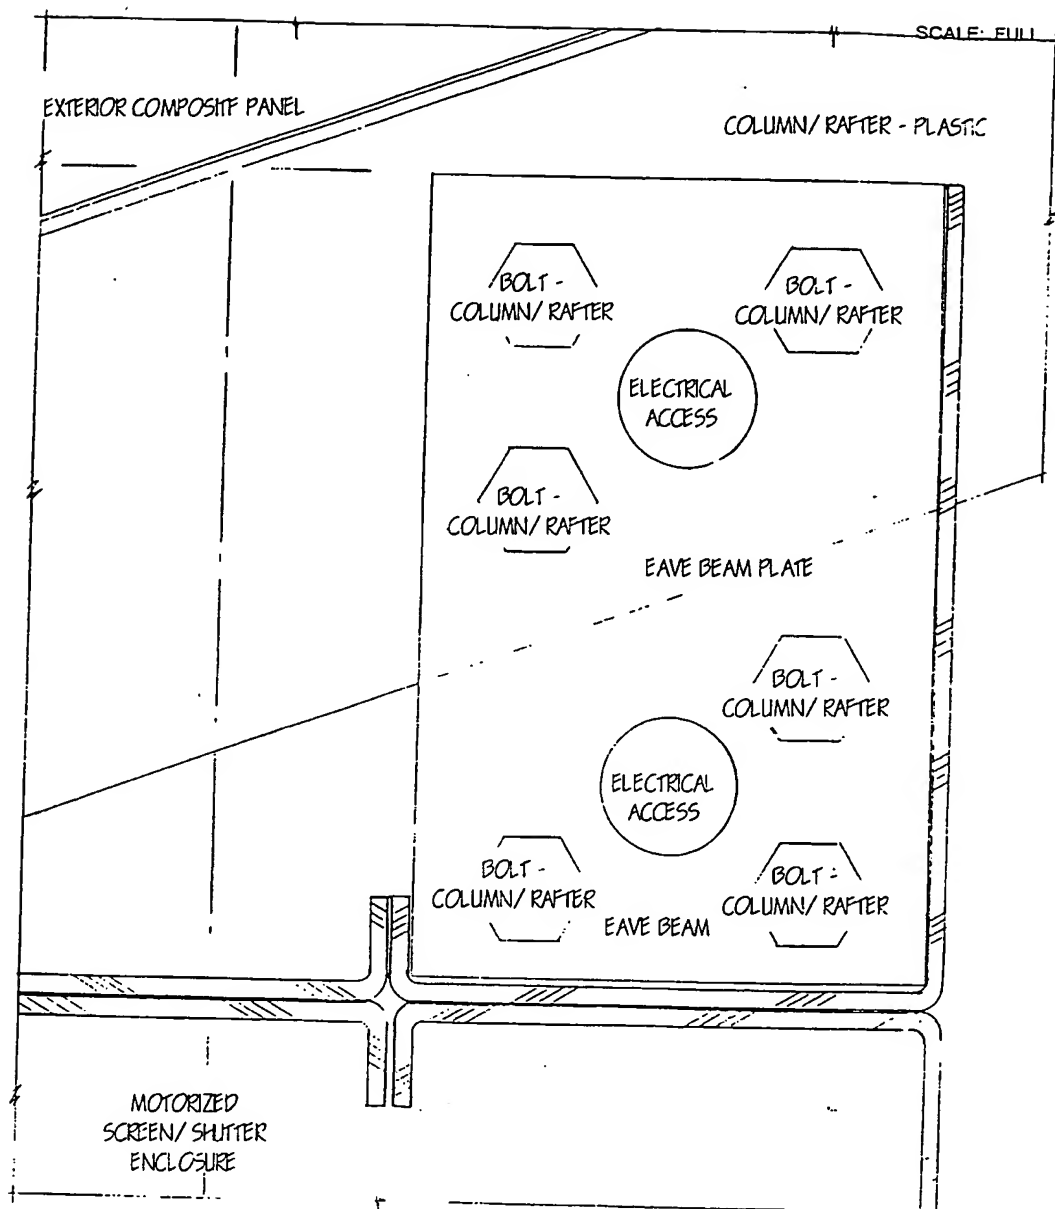 SCALE: FULL
EXTERIOR COMPOSITE PANEL
COLUMN/ RAFTER - PLASTIC
BOLT -
COLUMN/ RAFTER
BOLT -
COLUMN/ RAFTER
ELECTRICAL
ACCESS
BOLT -
COLUMN/ RAFTER
EAVE BEAM PLATE
BOLT -
COLUMN/ RAFTER
ELECTRICAL
ACCESS
BOLT -
COLUMN/ RAFTER
BOLT -
COLUMN/ RAFTER
EAVE BEAM
MOTORIZED
SCREEN/ SHUTTER
ENCLOSURE